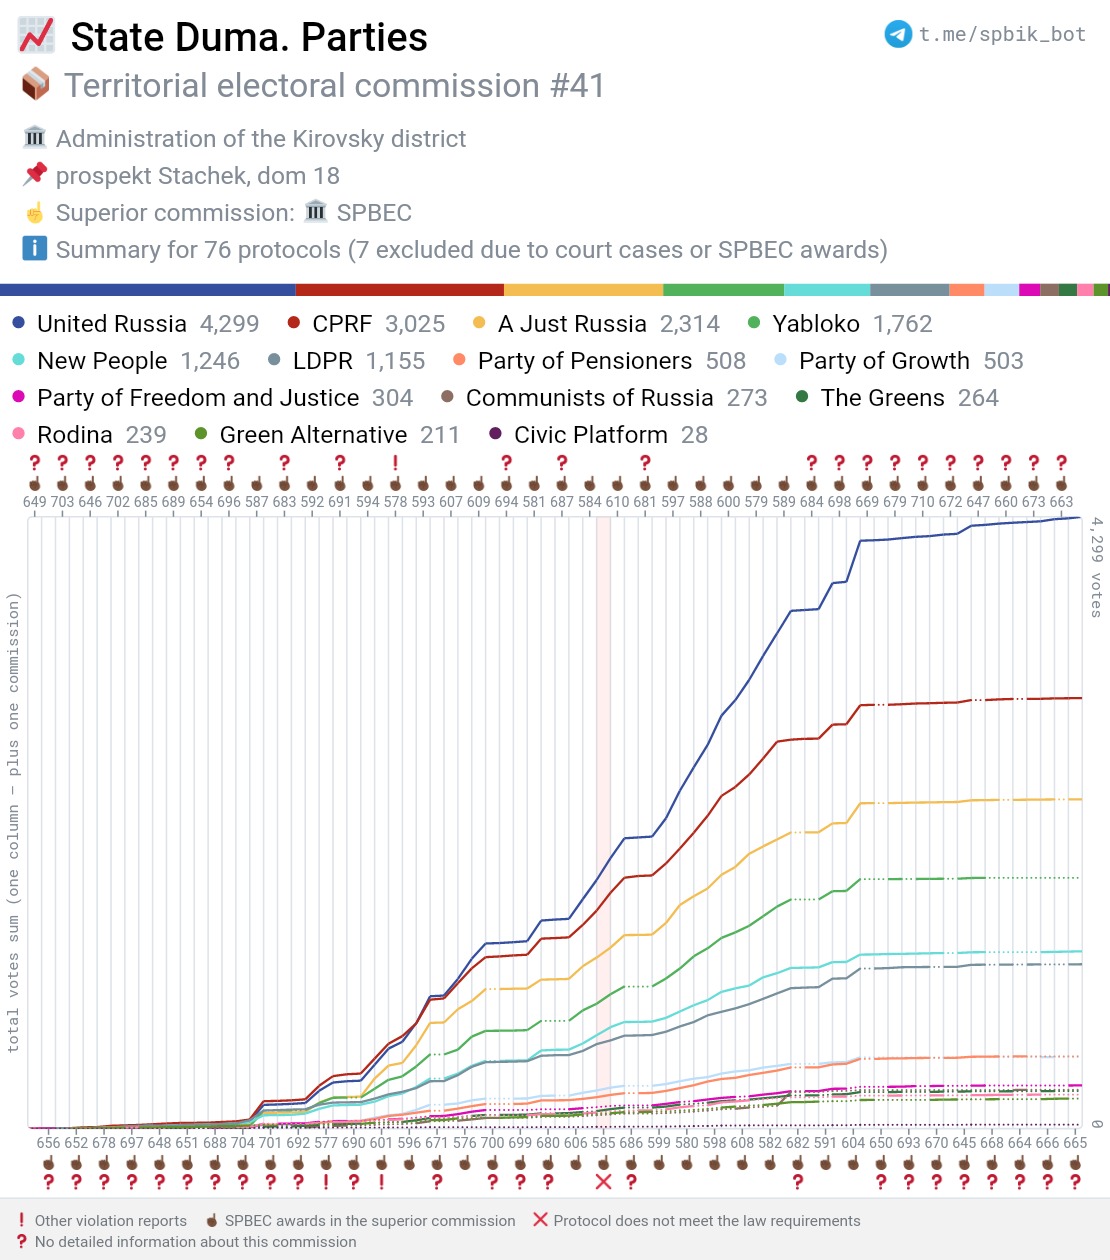 State Duma. Parties
t.me/spbik_bot
Territorial electoral commission #41
Administration of the Kirovsky district
prospekt Stachek, dom 18
Superior commission: SPBEC
Summary for 76 protocols (7 excluded due to court cases or SPBEC awards)
United Russia 4,299 CPRF 3,025 A Just Russia 2,314 Yabloko 1,762
New People 1,246 LDPR 1,155 Party of Pensioners 508 Party of Growth 503
Party of Freedom and Justice 304 Communists of Russia 273 The Greens 264
Rodina 239 Green Alternative 211 Civic Platform 28
649 703 646 702 685 689 654 696 587 683 592 691 594 578 593 607 609 694 581 687 584 610 681 597 588 600 579 589 684 698 669 679 710 672 647 660 673 663
4,299 votes
total votes sum (one column – plus one commission)
0
656 652 678 697 648 651 688 704 701 692 577 690 601 596 671 576 700 699 680 606 585 686 599 580 598 608 582 682 591 604 650 693 670 645 668 664 666 665
Other violation reports SPBEC awards in the superior commission Protocol does not meet the law requirements
No detailed information about this commission